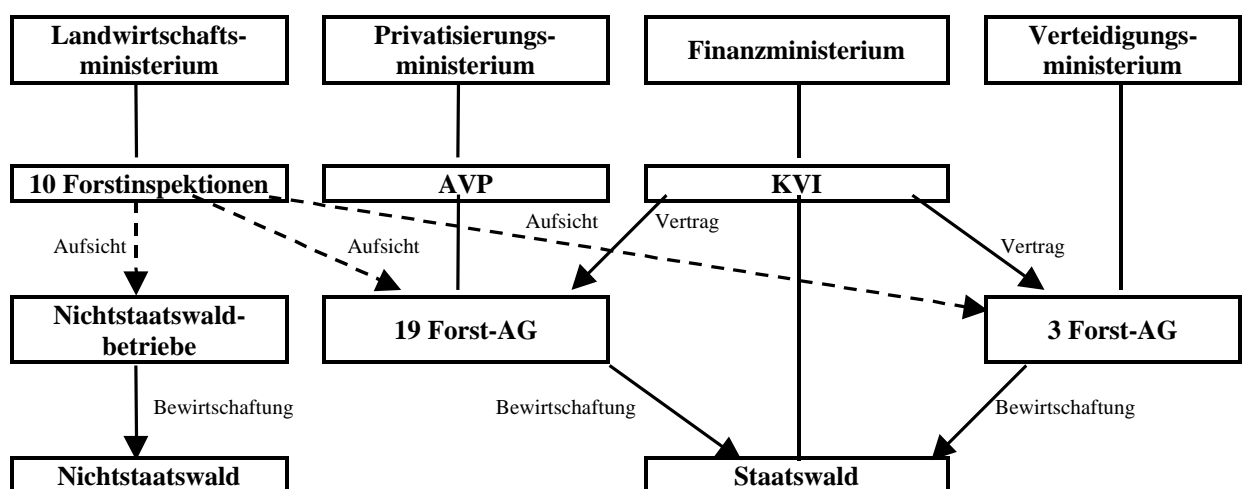 Landwirtschafts-
ministerium
Privatisierungs-
ministerium
Finanzministerium
Verteidigungs-
ministerium
10 Forstinspektionen
AVP
KVI
Aufsicht
Aufsicht
Aufsicht
Vertrag
Vertrag
Nichtstaatswald-
betriebe
19 Forst-AG
3 Forst-AG
Bewirtschaftung
Bewirtschaftung
Bewirtschaftung
Nichtstaatswald
Staatswald